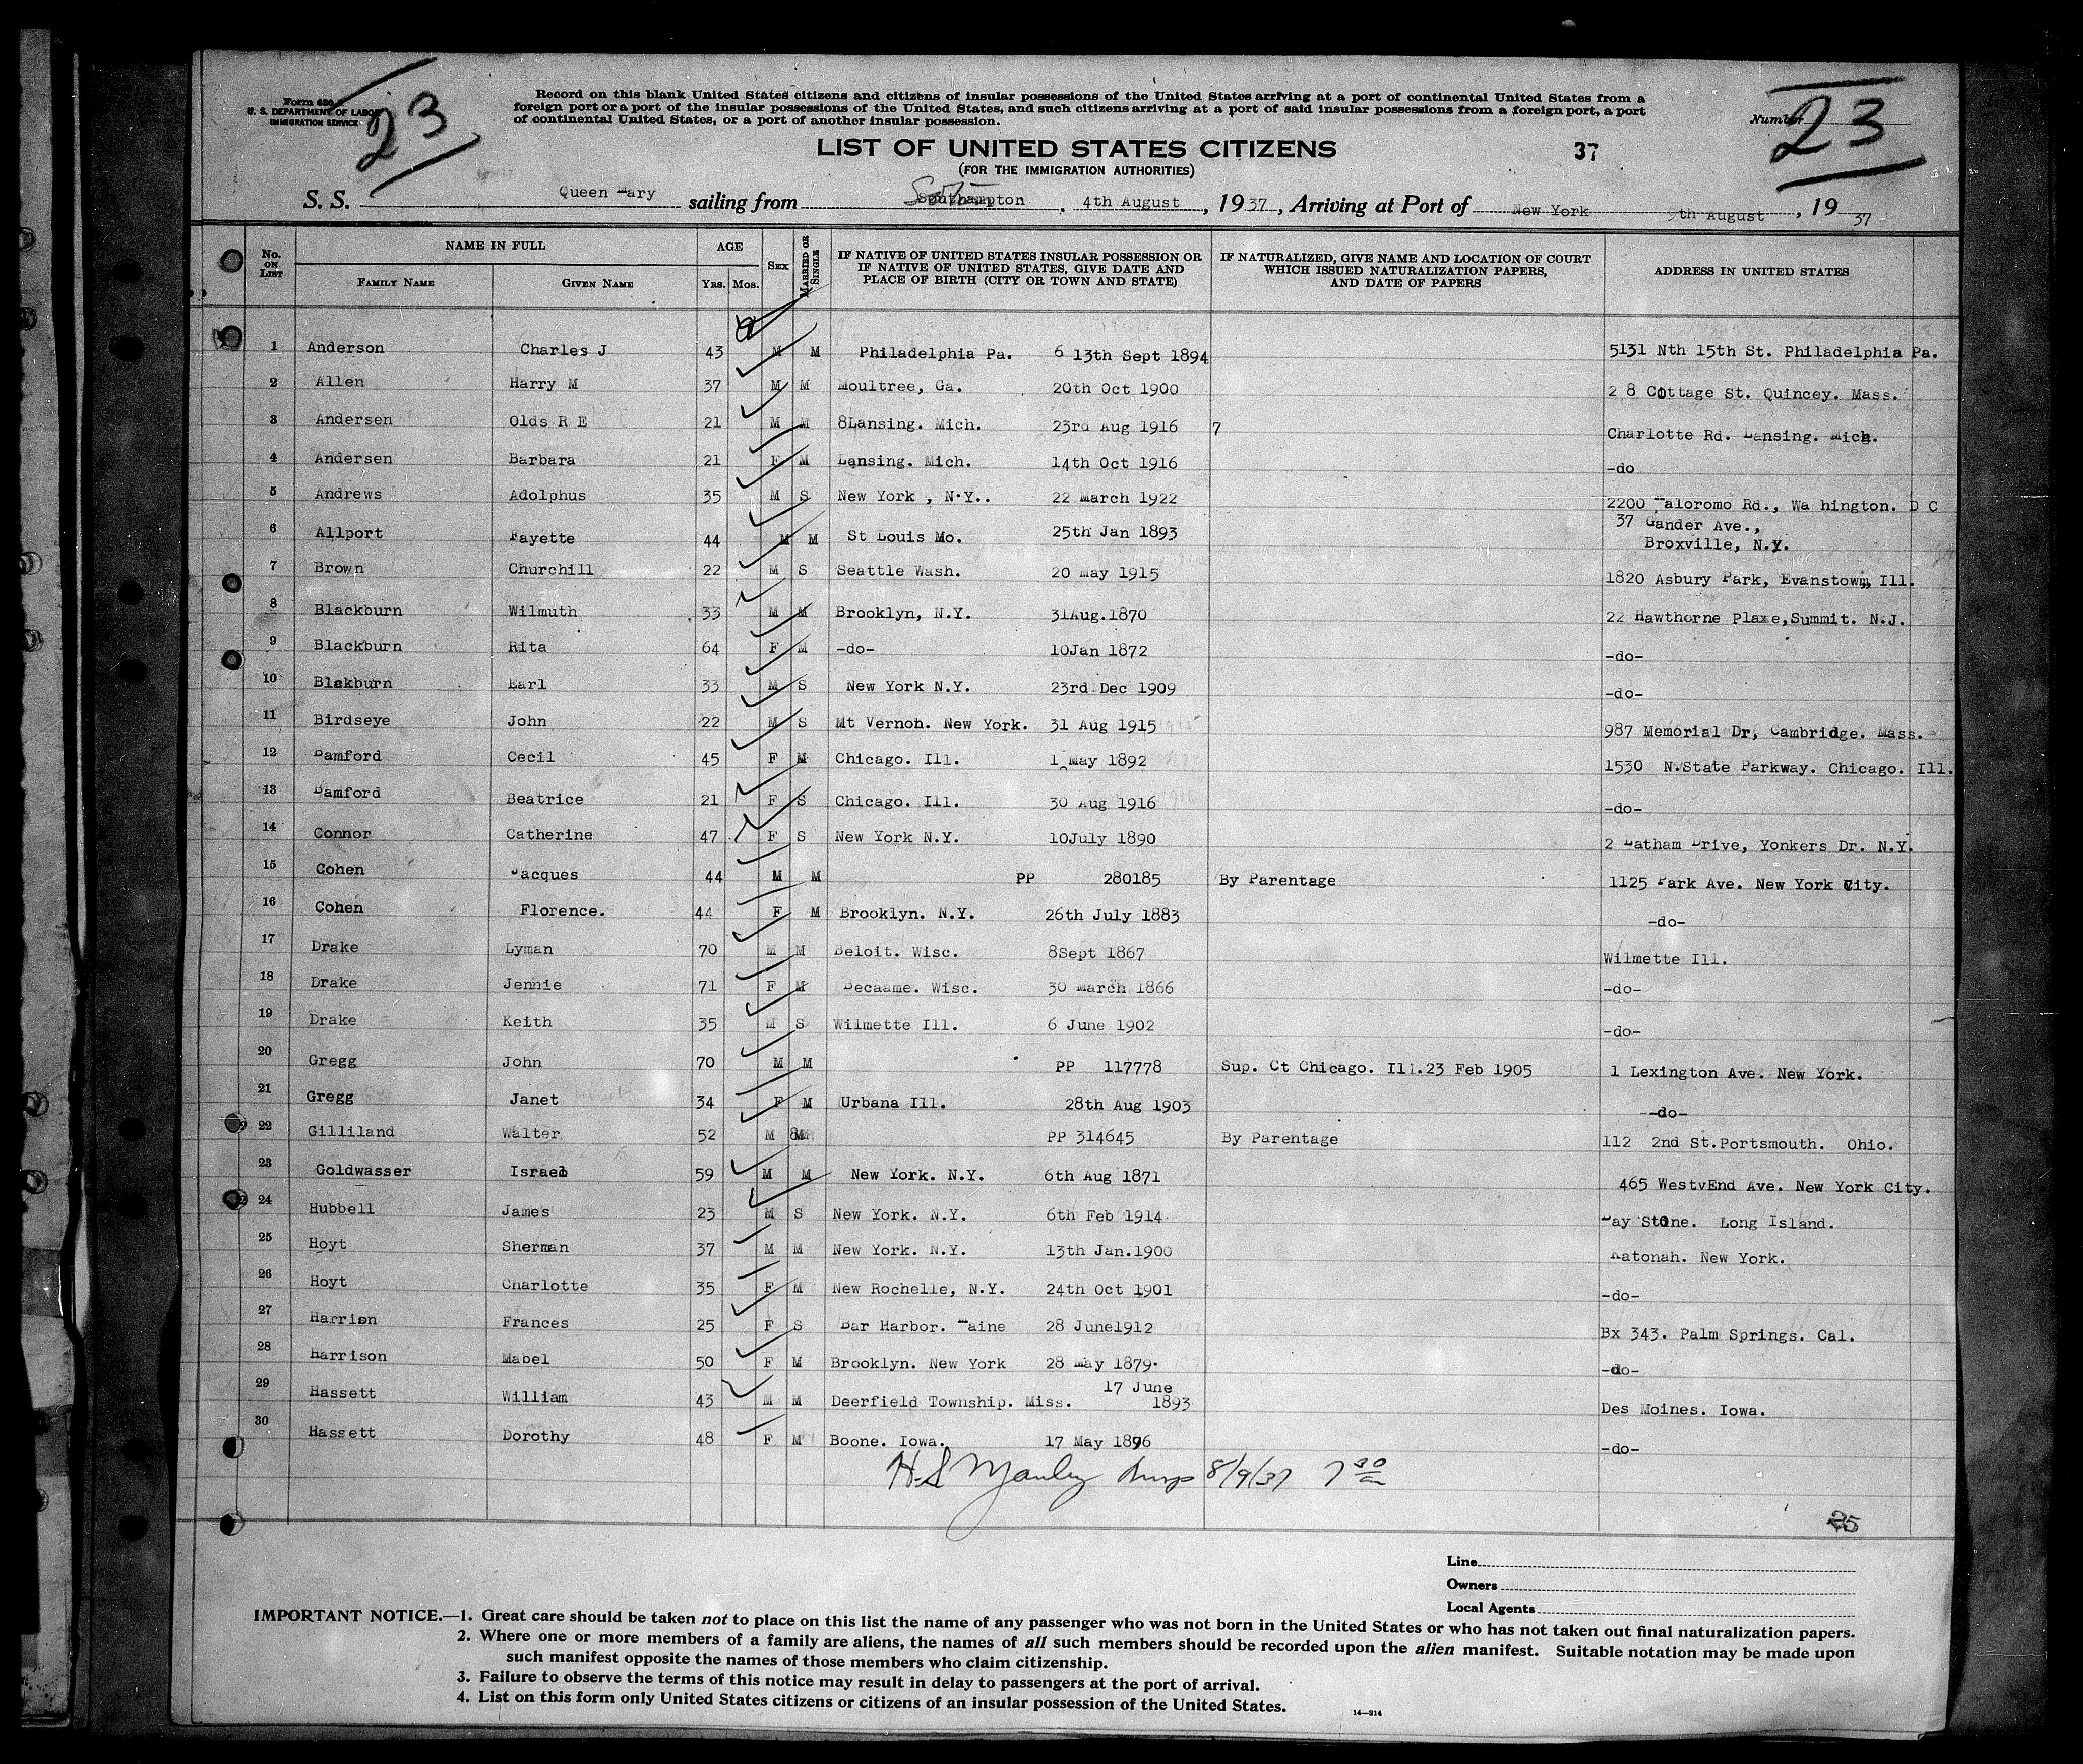 Form 630
U. S. DEPARTMENT OF LABOR
IMMIGRATION SERVICE
23
Record on this blank United States citizens and citizens of insular possessions of the United States arriving at a port of continental United States from a
foreign port or a port of the insular possessions of the United States, and such citizens arriving at a port of said insular possessions from a foreign port, a port
of continental United States, or a port of another insular possession.
Number 23
LIST OF UNITED STATES CITIZENS 37
(FOR THE IMMIGRATION AUTHORITIES)
S. S. Queen Mary sailing from Southampton, 4th August, 1937, Arriving at Port of New York 9th August, 1937
No. ON LIST NAME IN FULL AGE SEX MARRIED OR SINGLE IF NATIVE OF UNITED STATES INSULAR POSSESSION OR IF NATIVE OF UNITED STATES, GIVE DATE AND PLACE OF BIRTH (CITY OR TOWN AND STATE) IF NATURALIZED, GIVE NAME AND LOCATION OF COURT WHICH ISSUED NATURALIZATION PAPERS, AND DATE OF PAPERS ADDRESS IN UNITED STATES
FAMILY NAME GIVEN NAME YRS. MOS.
1 Anderson Charles J 43 M M Philadelphia Pa. 6 13th Sept 1894 5131 Nth 15th St. Philadelphia Pa.
2 Allen Harry M 37 M M Moultree, Ga. 20th Oct 1900 2 8 Cottage St. Quincey. Mass.
3 Andersen Olds R E 21 M M 8Lansing. Mich. 23rd Aug 1916 7 Charlotte Rd. Lansing. Mich.
4 Andersen Barbara 21 F M Lansing. Mich. 14th Oct 1916 -do
5 Andrews Adolphus 35 M S New York , N.Y.. 22 March 1922 2200 aloromo Rd., Wa hington. D C
6 Allport Fayette 44 M M St Louis Mo. 25th Jan 1893 37 Gander Ave.,
Broxville, N.Y.
7 Brown Churchill 22 M S Seattle Wash. 20 May 1915 1820 Asbury Park, Evanstown, Ill.
8 Blackburn Wilmuth 33 M M Brooklyn, N.Y. 31Aug.1870 22 Hawthorne Plaxe,Summit. N.J.
9 Blackburn Rita 64 F M -do- 10Jan 1872 -do-
10 Blakburn Earl 33 M S New York N.Y. 23rd Dec 1909 -do-
11 Birdseye John 22 M S Mt Vernon. New York. 31 Aug 1915 987 Memorial Dr, Cambridge. Mass.
12 Bamford Cecil 45 F M Chicago. Ill. 1 May 1892 1530 N.State Parkway. Chicago. Ill.
13 Bamford Beatrice 21 F S Chicago. Ill. 30 Aug 1916 -do-
14 Connor Catherine 47 F S New York N.Y. 10July 1890 2 Latham Drive, Yonkers Dr. N.Y.
15 Cohen Jacques 44 M M PP 280185 By Parentage 1125 Park Ave. New York City.
16 Cohen Florence. 44 F M Brooklyn. N.Y. 26th July 1883 -do-
17 Drake Lyman 70 M M Beloit. Wisc. 8Sept 1867 Wilmette Ill.
18 Drake Jennie 71 F M Decaame. Wisc. 30 March 1866 -do-
19 Drake Keith 35 M S Wilmette Ill. 6 June 1902 -do-
20 Gregg John 70 M M PP 117778 Sup. Ct Chicago. Ill.23 Feb 1905 1 Lexington Ave. New York.
21 Gregg Janet 34 F M Urbana Ill. 28th Aug 1903 -do-
22 Gilliland Walter 52 M M PP 314645 By Parentage 112 2nd St.Portsmouth. Ohio.
23 Goldwasser Israel 59 M M New York. N.Y. 6th Aug 1871 465 WestvEnd Ave. New York City.
24 Hubbell James 23 M S New York. N.Y. 6th Feb 1914 Bay Stone. Long Island.
25 Hoyt Sherman 37 M M New York. N.Y. 13th Jan.1900 Katonah. New York.
26 Hoyt Charlotte 35 F M New Rochelle, N.Y. 24th Oct 1901 -do-
27 Harrion Frances 25 F S Bar Harbor. Maine 28 June1912 Bx 343. Palm Springs. Cal.
28 Harrison Mabel 50 F M Brooklyn. New York 28 May 1879. -do-
29 Hassett William 43 M M Deerfield Township. Miss. 17 June 1893 Des Moines. Iowa.
30 Hassett Dorothy 48 F M Boone. Iowa. 17 May 1896 -do-
H S Manley 8/9/37 7 30
25
Line
Owners
Local Agents
IMPORTANT NOTICE.—1. Great care should be taken not to place on this list the name of any passenger who was not born in the United States or who has not taken out final naturalization papers.
2. Where one or more members of a family are aliens, the names of all such members should be recorded upon the alien manifest. Suitable notation may be made upon
such manifest opposite the names of those members who claim citizenship.
3. Failure to observe the terms of this notice may result in delay to passengers at the port of arrival.
4. List on this form only United States citizens or citizens of an insular possession of the United States.
14—214